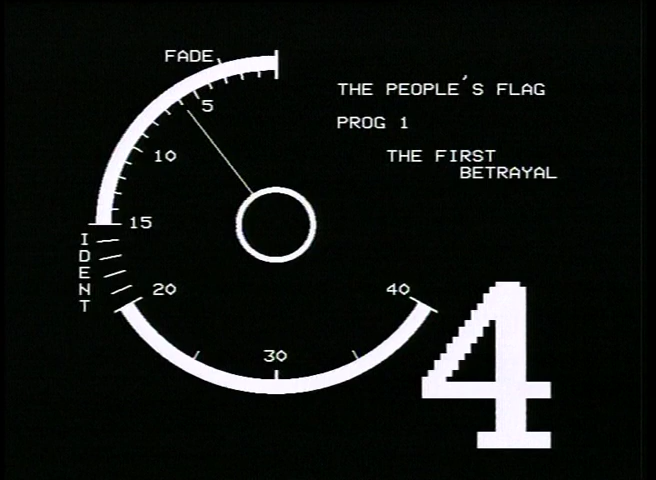 FADE
THE PEOPLE'S FLAG
5
PROG 1
10
THE FIRST
BETRAYAL
15
IDENT
20
40
30
4